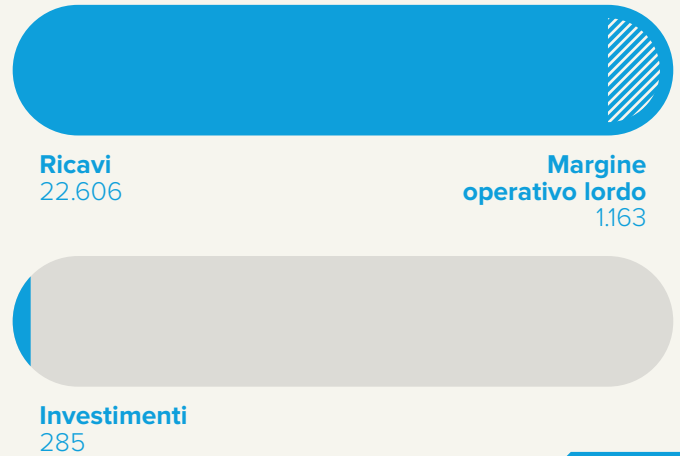 Ricavi
22.606
Margine
operativo lordo
1.163
Investimenti
285